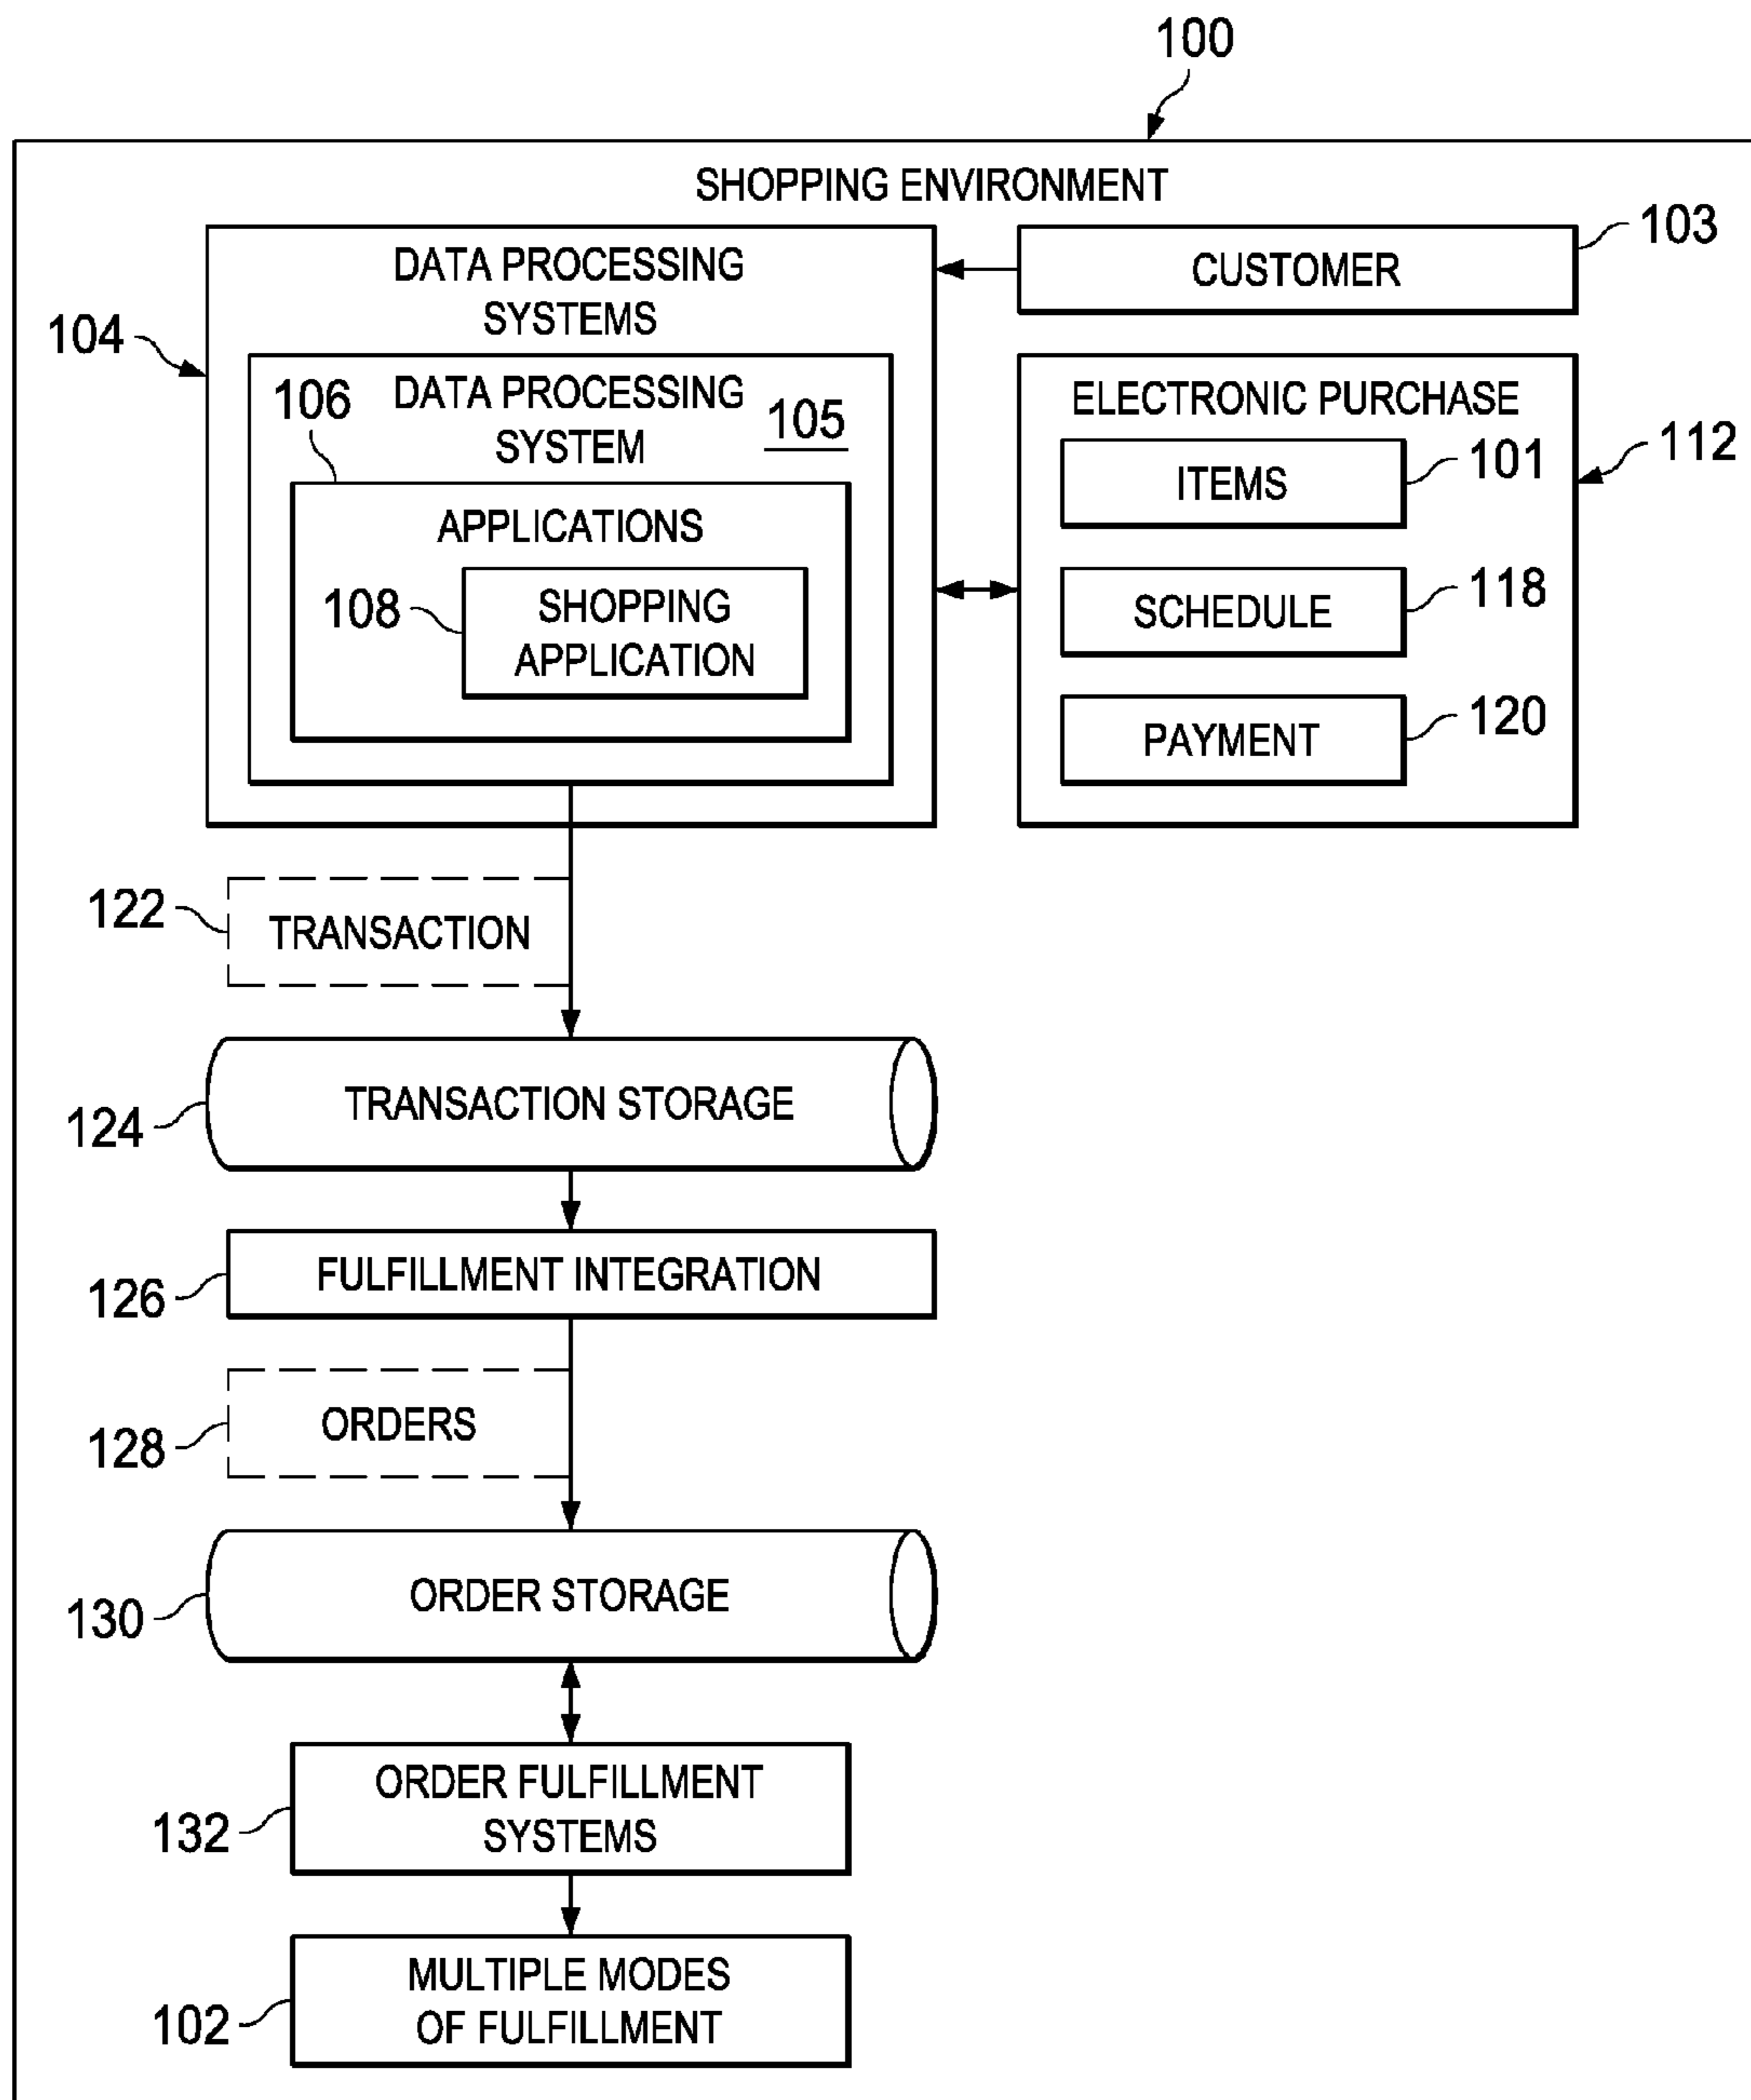 100
SHOPPING ENVIRONMENT
DATA PROCESSING
SYSTEMS
CUSTOMER
103
104
DATA PROCESSING
SYSTEM
105
106
APPLICATIONS
108
SHOPPING
APPLICATION
ELECTRONIC PURCHASE
112
ITEMS
101
SCHEDULE
118
PAYMENT
120
122
TRANSACTION
124
TRANSACTION STORAGE
126
FULFILLMENT INTEGRATION
128
ORDERS
130
ORDER STORAGE
132
ORDER FULFILLMENT
SYSTEMS
102
MULTIPLE MODES
OF FULFILLMENT